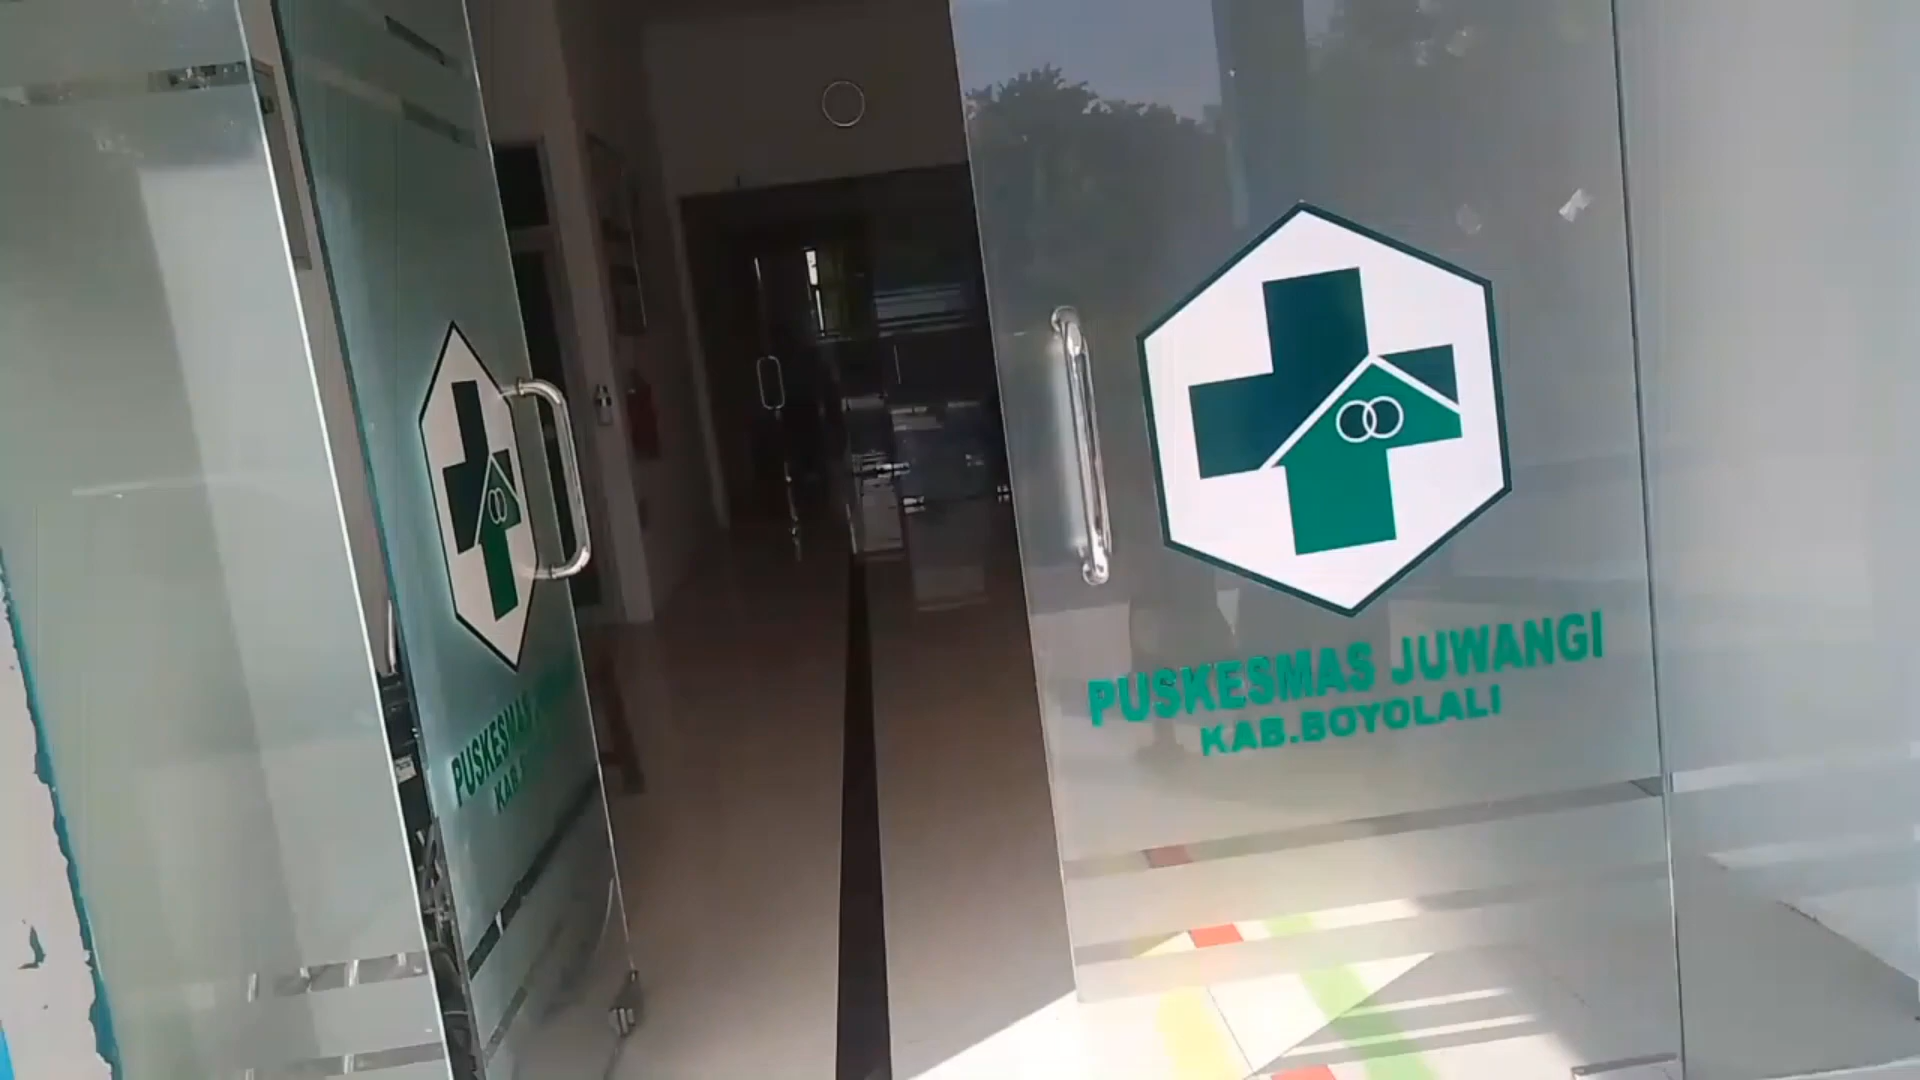 PUSKESMAS
KAB.
PUSKESMAS JUWANGI
KAB.BOYOLALI